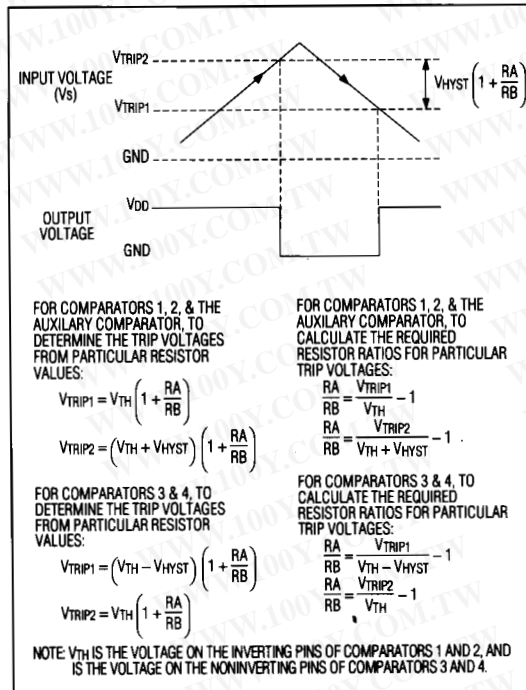 VTRIP2
INPUT VOLTAGE
(Vs)
VTRIP1
VHYST(1 + RA/RB)
GND
VDD
OUTPUT
VOLTAGE
GND
FOR COMPARATORS 1, 2, & THE
AUXILARY COMPARATOR, TO
DETERMINE THE TRIP VOLTAGES
FROM PARTICULAR RESISTOR
VALUES:
VTRIP1 = VTH(1 + RA/RB)
VTRIP2 = (VTH + VHYST)(1 + RA/RB)
FOR COMPARATORS 3 & 4, TO
DETERMINE THE TRIP VOLTAGES
FROM PARTICULAR RESISTOR
VALUES:
VTRIP1 = (VTH – VHYST)(1 + RA/RB)
VTRIP2 = VTH(1 + RA/RB)
FOR COMPARATORS 1, 2, & THE
AUXILARY COMPARATOR, TO
CALCULATE THE REQUIRED
RESISTOR RATIOS FOR PARTICULAR
TRIP VOLTAGES:
RA/RB = VTRIP1/VTH – 1
RA/RB = VTRIP2/VTH + VHYST – 1
FOR COMPARATORS 3 & 4, TO
CALCULATE THE REQUIRED
RESISTOR RATIOS FOR PARTICULAR
TRIP VOLTAGES:
RA/RB = VTRIP1/VTH – VHYST – 1
RA/RB = VTRIP2/VTH – 1
NOTE: VTH IS THE VOLTAGE ON THE INVERTING PINS OF COMPARATORS 1 AND 2, AND
IS THE VOLTAGE ON THE NONINVERTING PINS OF COMPARATORS 3 AND 4.
WWW.100Y.COM.TW